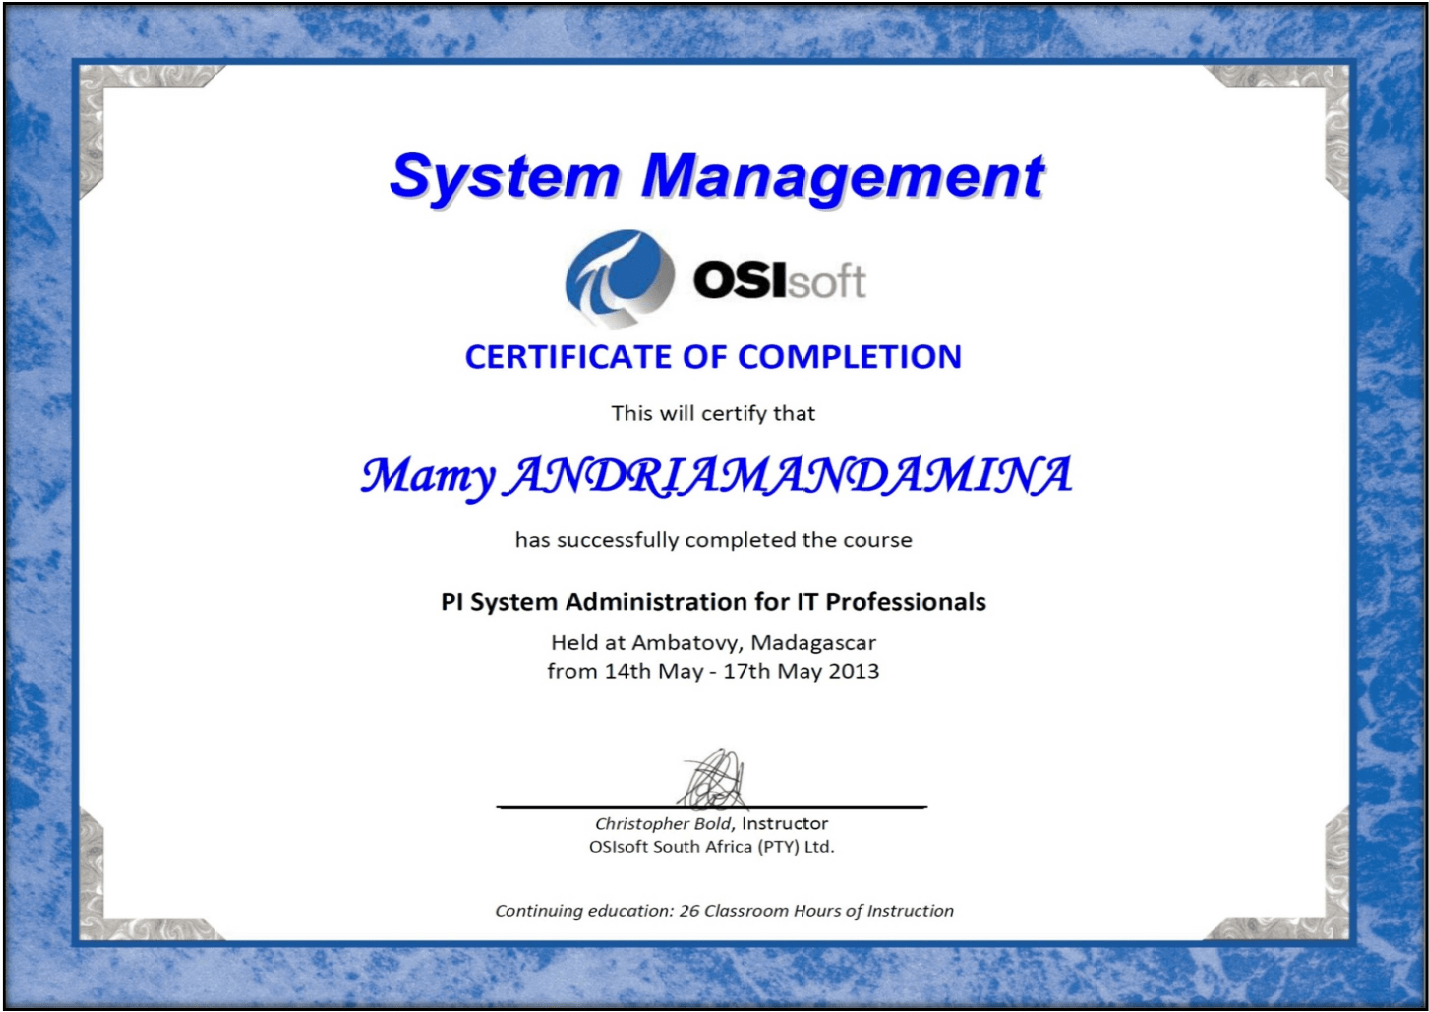 System Management
OSIsoft
CERTIFICATE OF COMPLETION
This will certify that
Mamy ANDRIAMANDAMINA
has successfully completed the course
PI System Administration for IT Professionals
Held at Ambatovy, Madagascar
from 14th May - 17th May 2013
Christopher Bold, Instructor
OSIsoft South Africa (PTY) Ltd.
Continuing education: 26 Classroom Hours of Instruction